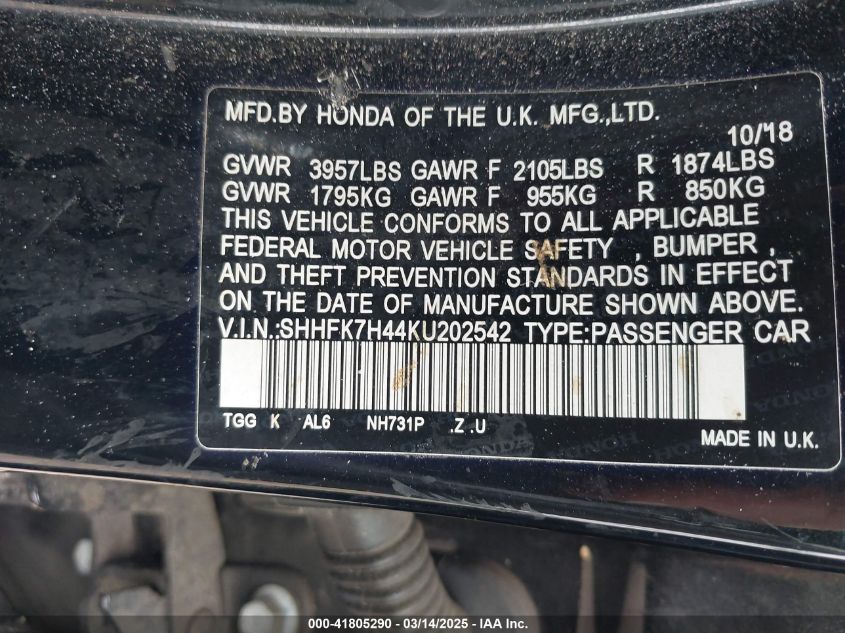 MFD.BY HONDA OF THE U.K. MFG.,LTD.
10/18
GVWR 3957LBS GAWR F 2105LBS R 1874LBS
GVWR 1795KG GAWR F 955KG R 850KG
THIS VEHICLE CONFORMS TO ALL APPLICABLE
FEDERAL MOTOR VEHICLE SAFETY , BUMPER ,
AND THEFT PREVENTION STANDARDS IN EFFECT
ON THE DATE OF MANUFACTURE SHOWN ABOVE.
V.I.N.:SHHFK7H44KU202542 TYPE:PASSENGER CAR
TGG K AL6 NH731P .Z .U
MADE IN U.K.
000-41805290 - 03/14/2025 - IAA Inc.